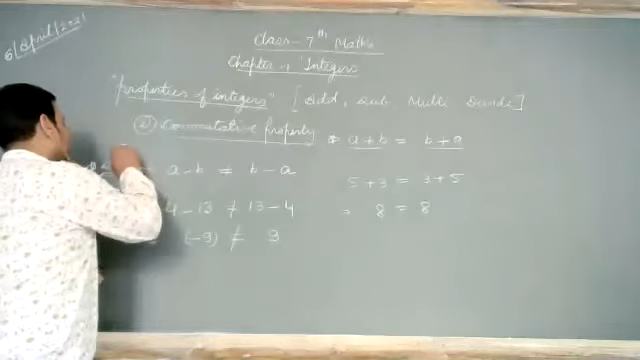 6/April/2021
Class - 7th Maths
Chapter - 1 "Integers"
"Properties of integers" [Add, Sub Multi Divide]
(2) Commutative property a + b = b + a
a - b ≠ b - a
5 + 3 = 3 + 5
4 - 13 ≠ 13 - 4
= 8 = 8
(-9) ≠ 9